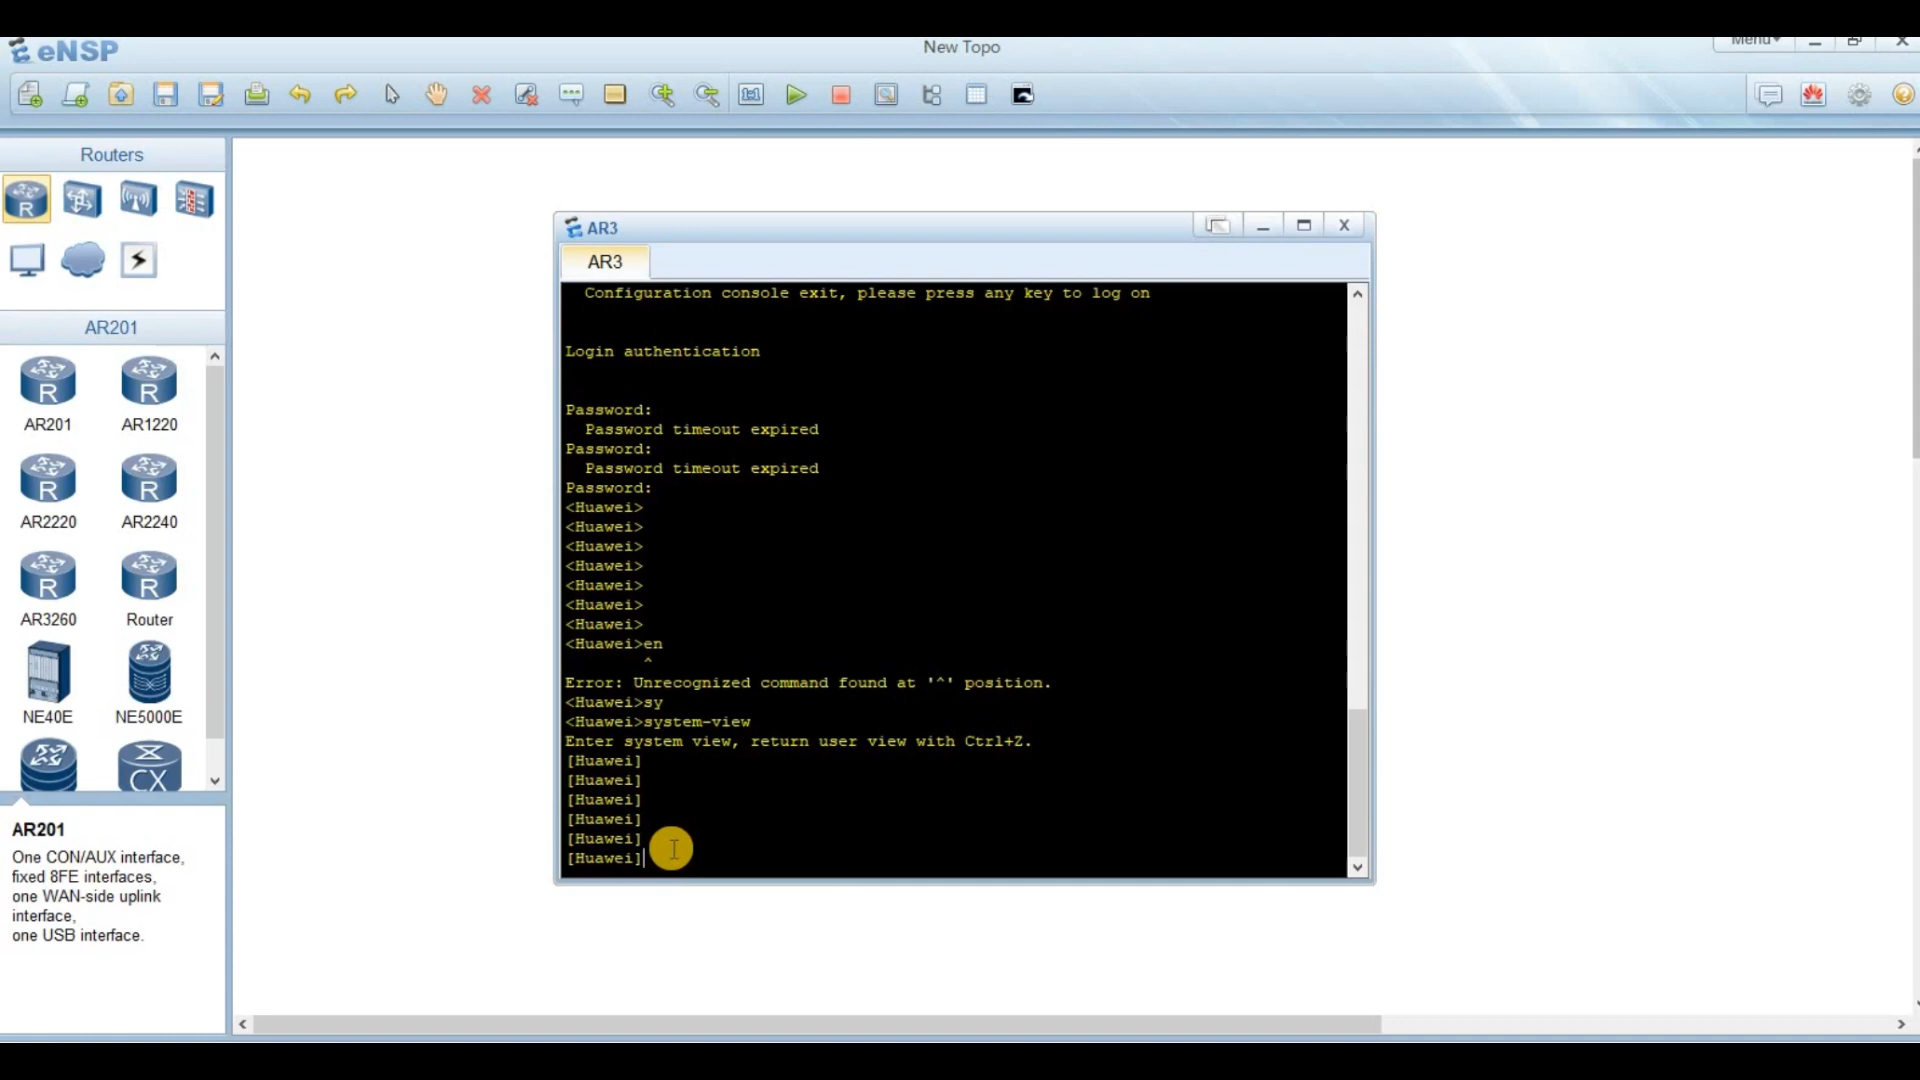 eNSP
New Topo
Menu
Routers
R
AR201
R
R
AR201
AR1220
R
R
AR2220
AR2240
R
R
AR3260
Router
NE40E
NE5000E
CX
AR201
One CON/AUX interface,
fixed 8FE interfaces,
one WAN-side uplink
interface,
one USB interface.
AR3
X
AR3
Configuration console exit, please press any key to log on
Login authentication
Password:
Password timeout expired
Password:
Password timeout expired
Password:
<Huawei>
<Huawei>
<Huawei>
<Huawei>
<Huawei>
<Huawei>
<Huawei>
<Huawei>en
^
Error: Unrecognized command found at '^' position.
<Huawei>sy
<Huawei>system-view
Enter system view, return user view with Ctrl+Z.
[Huawei]
[Huawei]
[Huawei]
[Huawei]
[Huawei]
[Huawei]